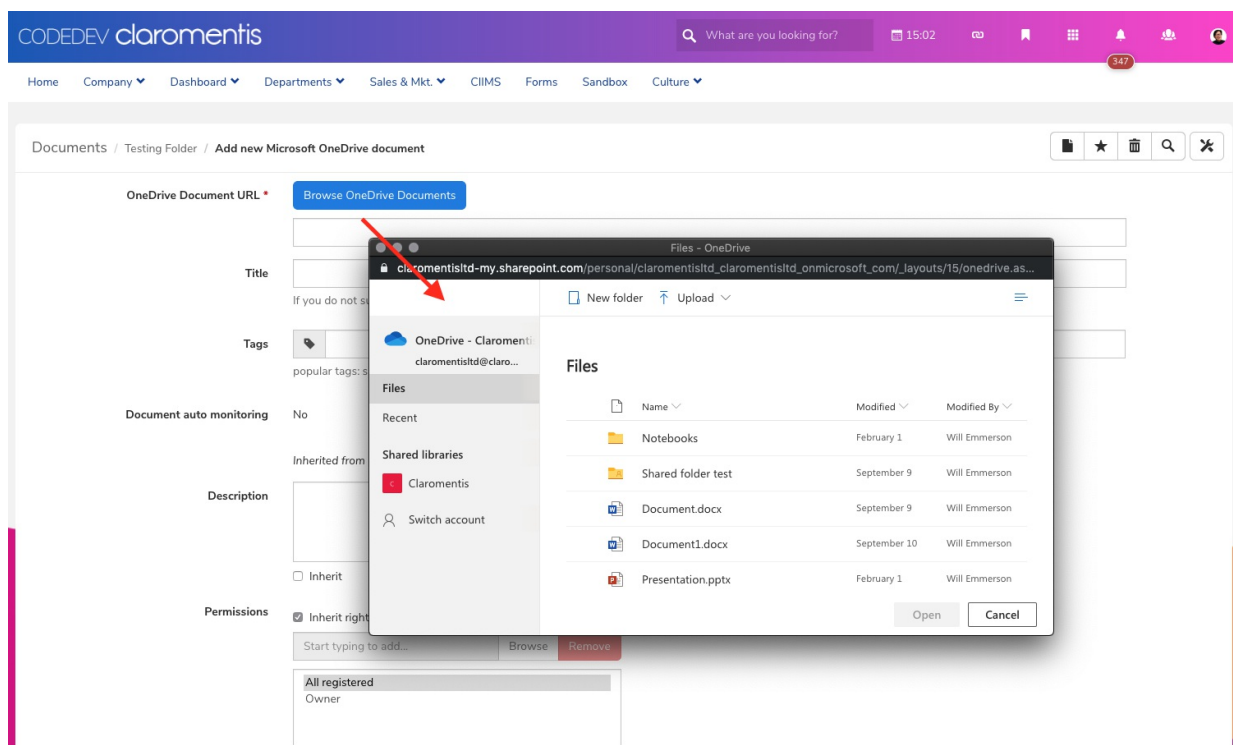 CODEDEV claromentis
What are you looking for?
15:02
347
Home Company Dashboard Departments Sales & Mkt. CIIMS Forms Sandbox Culture
Documents / Testing Folder / Add new Microsoft OneDrive document
OneDrive Document URL *
Browse OneDrive Documents
Files - OneDrive
claromentisltd-my.sharepoint.com/personal/claromentisltd_claromentisltd_onmicrosoft_com/_layouts/15/onedrive.as...
Title
If you do not su
New folder Upload
OneDrive - Claromenti
claromentisltd@claro...
Tags
popular tags: s
Files
Recent
Shared libraries
C
Claromentis
Switch account
Files
Name Modified Modified By
Notebooks February 1 Will Emmerson
Shared folder test September 9 Will Emmerson
Document.docx September 9 Will Emmerson
Document1.docx September 10 Will Emmerson
Presentation.pptx February 1 Will Emmerson
Open Cancel
Document auto monitoring No
Inherited from
Description
Inherit
Permissions
Inherit right
Start typing to add... Browse Remove
All registered
Owner